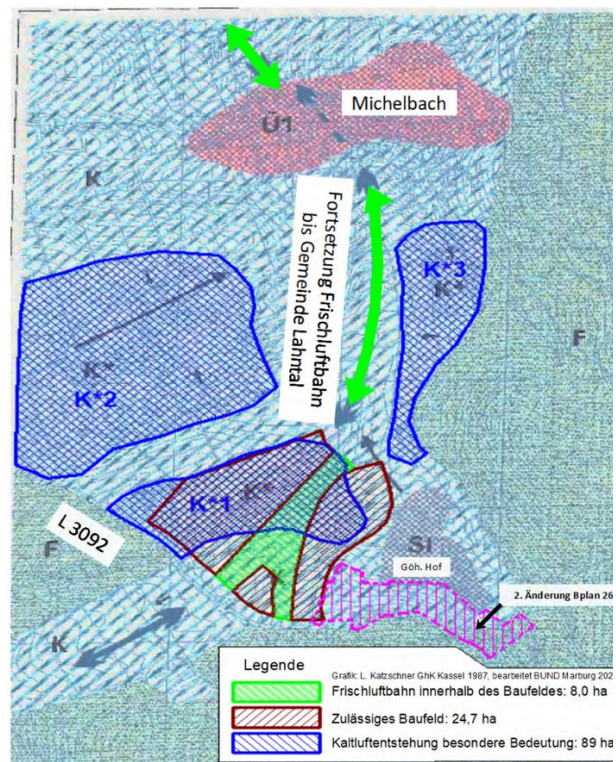 Michelbach
Ü1
K
Fortsetzung Frischluftbahn
bis Gemeinde Lahntal
K*3
K*
F
K*
K*2
K*1
K*
L 3092
F
SI
Göh. Hof
K
K
2. Änderung Bplan 26
Legende
Grafik: L. Katzschner GhK Kassel 1987, bearbeitet BUND Marburg 202
Frischluftbahn innerhalb des Baufeldes: 8,0 ha
Zulässiges Baufeld: 24,7 ha
Kaltluftentstehung besondere Bedeutung: 89 ha